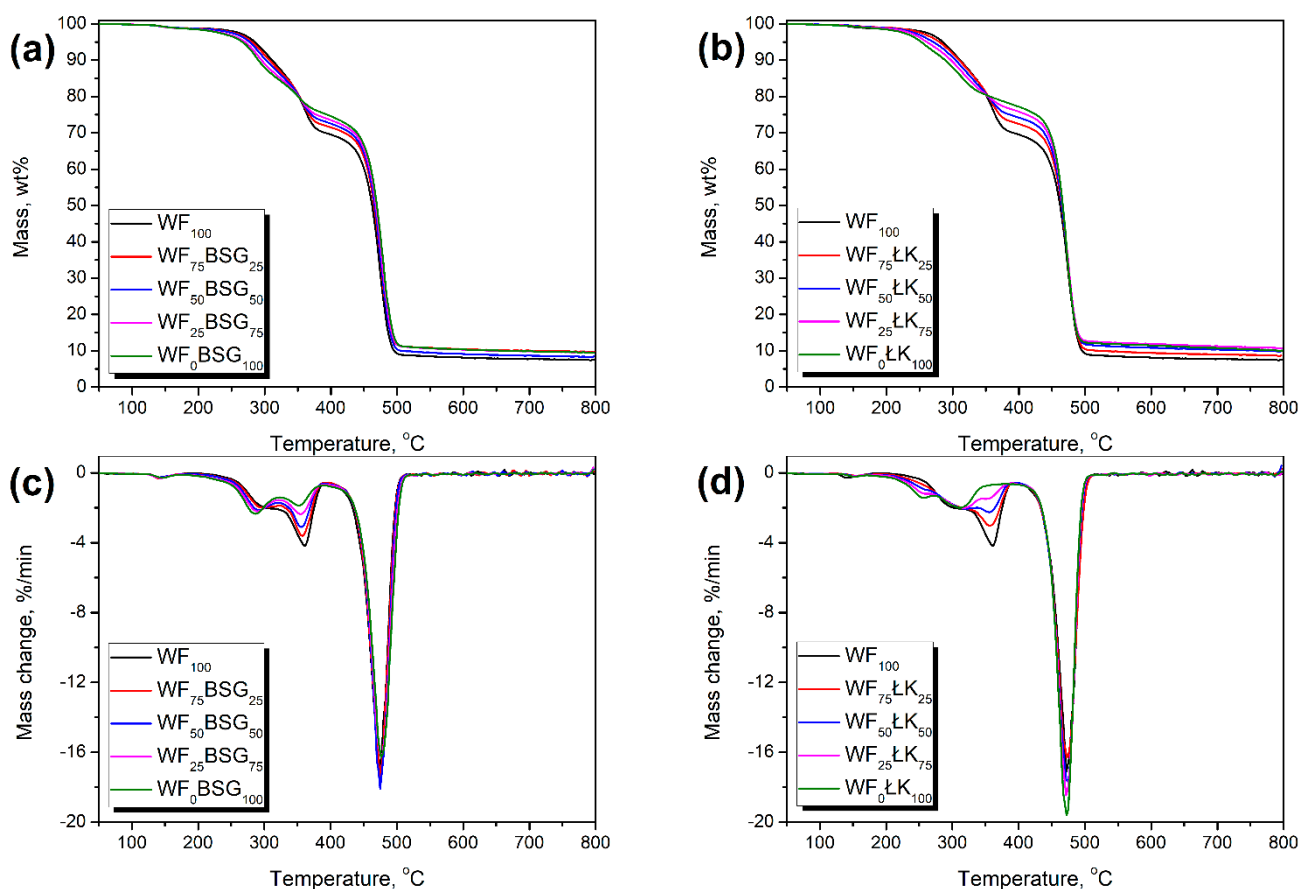 (a)
Mass, wt%
100
90
80
70
60
50
40
30
20
10
0
WF₁₀₀
WF₇₅BSG₂₅
WF₅₀BSG₅₀
WF₂₅BSG₇₅
WF₀BSG₁₀₀
100 200 300 400 500 600 700 800
Temperature, °C
(b)
Mass, wt%
100
90
80
70
60
50
40
30
20
10
0
WF₁₀₀
WF₇₅ŁK₂₅
WF₅₀ŁK₅₀
WF₂₅ŁK₇₅
WF₀ŁK₁₀₀
100 200 300 400 500 600 700 800
Temperature, °C
(c)
Mass change, %/min
0
-4
-8
-12
-16
-20
WF₁₀₀
WF₇₅BSG₂₅
WF₅₀BSG₅₀
WF₂₅BSG₇₅
WF₀BSG₁₀₀
100 200 300 400 500 600 700 800
Temperature, °C
(d)
Mass change, %/min
0
-4
-8
-12
-16
-20
WF₁₀₀
WF₇₅ŁK₂₅
WF₅₀ŁK₅₀
WF₂₅ŁK₇₅
WF₀ŁK₁₀₀
100 200 300 400 500 600 700 800
Temperature, °C